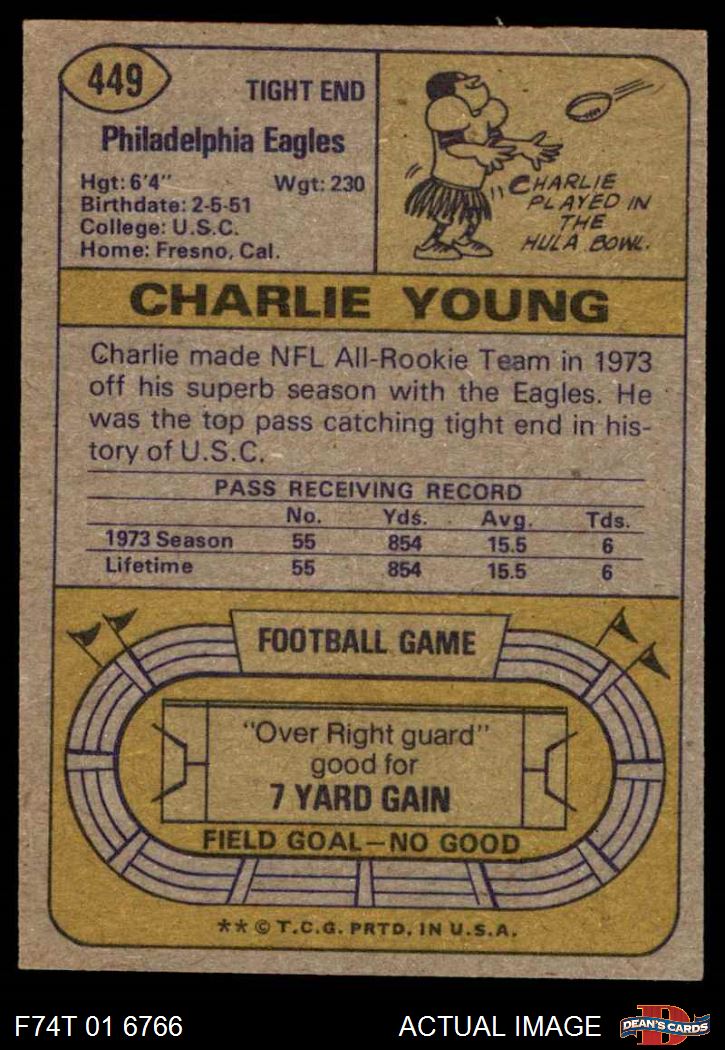 449
TIGHT END
Philadelphia Eagles
Hgt: 6'4" Wgt: 230
Birthdate: 2-5-51
College: U.S.C.
Home: Fresno, Cal.
CHARLIE
PLAYED IN
THE
HULA BOWL.
CHARLIE YOUNG
Charlie made NFL All-Rookie Team in 1973
off his superb season with the Eagles. He
was the top pass catching tight end in his-
tory of U.S.C.
PASS RECEIVING RECORD
No. Yds. Avg. Tds.
1973 Season 55 854 15.5 6
Lifetime 55 854 15.5 6
FOOTBALL GAME
"Over Right guard"
good for
7 YARD GAIN
FIELD GOAL—NO GOOD
** © T.C.G. PRTD. IN U.S.A.
F74T 01 6766 ACTUAL IMAGE
D
DEAN'S CARDS